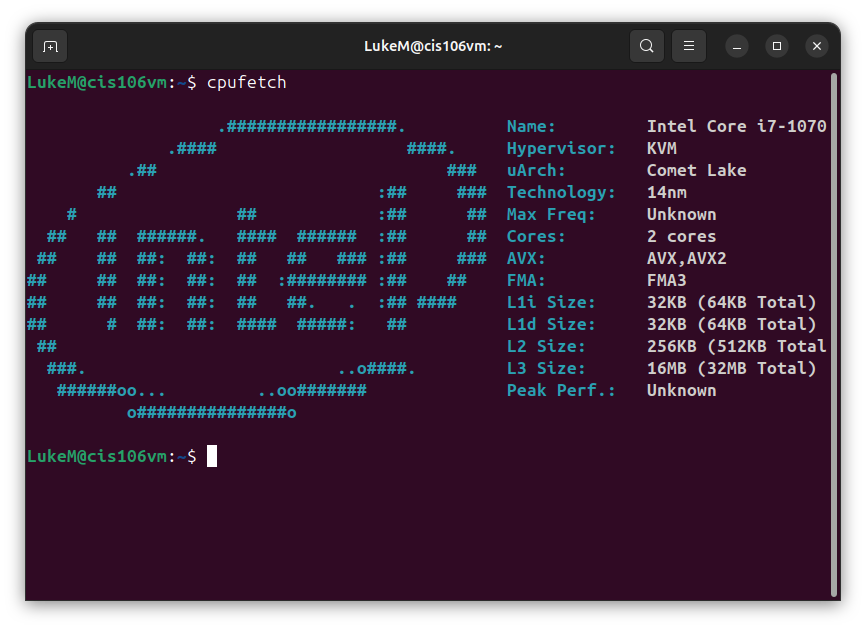 LukeM@cis106vm: ~
LukeM@cis106vm:~$ cpufetch
                   .#################.          Name:         Intel Core i7-1070
              .####                   ####.     Hypervisor:   KVM
          .##                             ###   uArch:        Comet Lake
       ##                          :##     ###  Technology:   14nm
    #                ##            :##       ## Max Freq:     Unknown
  ##   ##  ######.   ####  ######  :##      ##  Cores:        2 cores
 ##    ##  ##:  ##:  ##   ##   ### :##     ###  AVX:          AVX,AVX2
##     ##  ##:  ##:  ##  :######## :##    ##    FMA:          FMA3
##     ##  ##:  ##:  ##   ##.   .  :## ####     L1i Size:     32KB (64KB Total)
##      #  ##:  ##:  ####  #####:   ##          L1d Size:     32KB (64KB Total)
 ##                                             L2 Size:      256KB (512KB Total
  ###.                         ..o####.         L3 Size:      16MB (32MB Total)
   ######oo...         ..oo#######              Peak Perf.:   Unknown
          o###############o
LukeM@cis106vm:~$